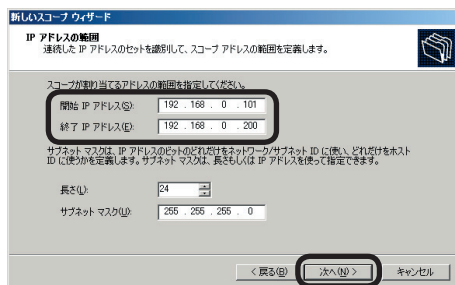 新しいスコープ ウィザード
IP アドレスの範囲
連続した IP アドレスのセットを識別して、スコープ アドレスの範囲を定義します。
スコープが割り当てるアドレスの範囲を指定してください。
開始 IP アドレス(S): 192 . 168 . 0 . 101
終了 IP アドレス(E): 192 . 168 . 0 . 200
サブネット マスクは、IP アドレスのビットのどれだけをネットワーク/サブネット ID に使い、どれだけをホスト
ID に使うかを定義します。サブネット マスクは、長さもしくは IP アドレスを使って指定できます。
長さ(L): 24
サブネット マスク(U): 255 . 255 . 255 . 0
< 戻る(B) 次へ(N) > キャンセル